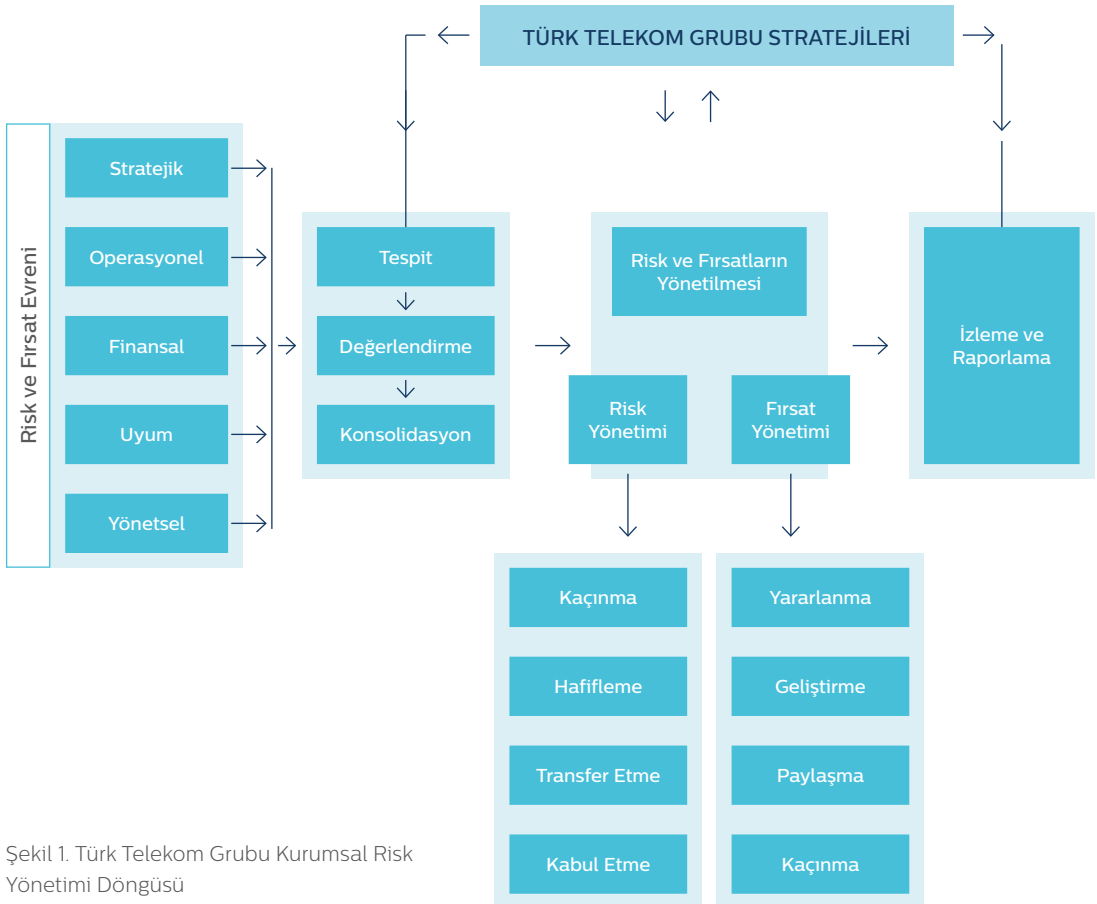 TÜRK TELEKOM GRUBU STRATEJİLERİ
Risk ve Fırsat Evreni
Stratejik
Operasyonel
Finansal
Uyum
Yönetsel
Tespit
Değerlendirme
Konsolidasyon
Risk ve Fırsatların
Yönetilmesi
Risk
Yönetimi
Fırsat
Yönetimi
İzleme ve
Raporlama
Kaçınma
Hafifleme
Transfer Etme
Kabul Etme
Yararlanma
Geliştirme
Paylaşma
Kaçınma
Şekil 1. Türk Telekom Grubu Kurumsal Risk
Yönetimi Döngüsü